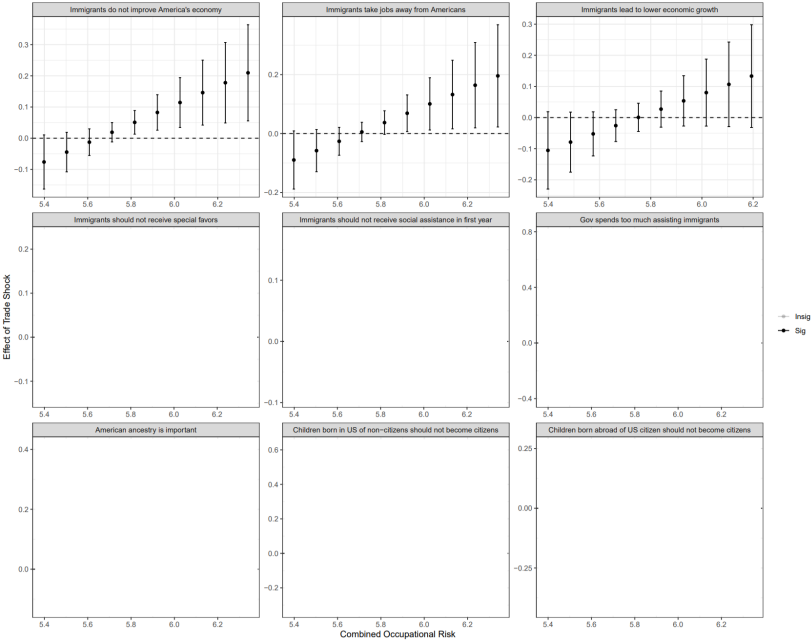 Immigrants do not improve America's economy
Immigrants take jobs away from Americans
Immigrants lead to lower economic growth
0.3
0.2
0.1
0.0
−0.1
5.4 5.6 5.8 6.0 6.2
0.2
0.0
−0.2
5.4 5.6 5.8 6.0 6.2
0.3
0.2
0.1
0.0
−0.1
−0.2
5.4 5.6 5.8 6.0 6.2
Immigrants should not receive special favors
Immigrants should not receive social assistance in first year
Gov spends too much assisting immigrants
0.2
0.1
0.0
−0.1
5.4 5.6 5.8 6.0 6.2
0.1
0.0
−0.1
5.4 5.6 5.8 6.0 6.2
0.8
0.4
0.0
−0.4
5.4 5.6 5.8 6.0 6.2
American ancestry is important
Children born in US of non−citizens should not become citizens
Children born abroad of US citizen should not become citizens
0.4
0.2
0.0
5.4 5.6 5.8 6.0 6.2
0.6
0.4
0.2
0.0
−0.2
5.4 5.6 5.8 6.0 6.2
0.25
0.00
−0.25
5.4 5.6 5.8 6.0 6.2
Effect of Trade Shock
Combined Occupational Risk
Insig
Sig